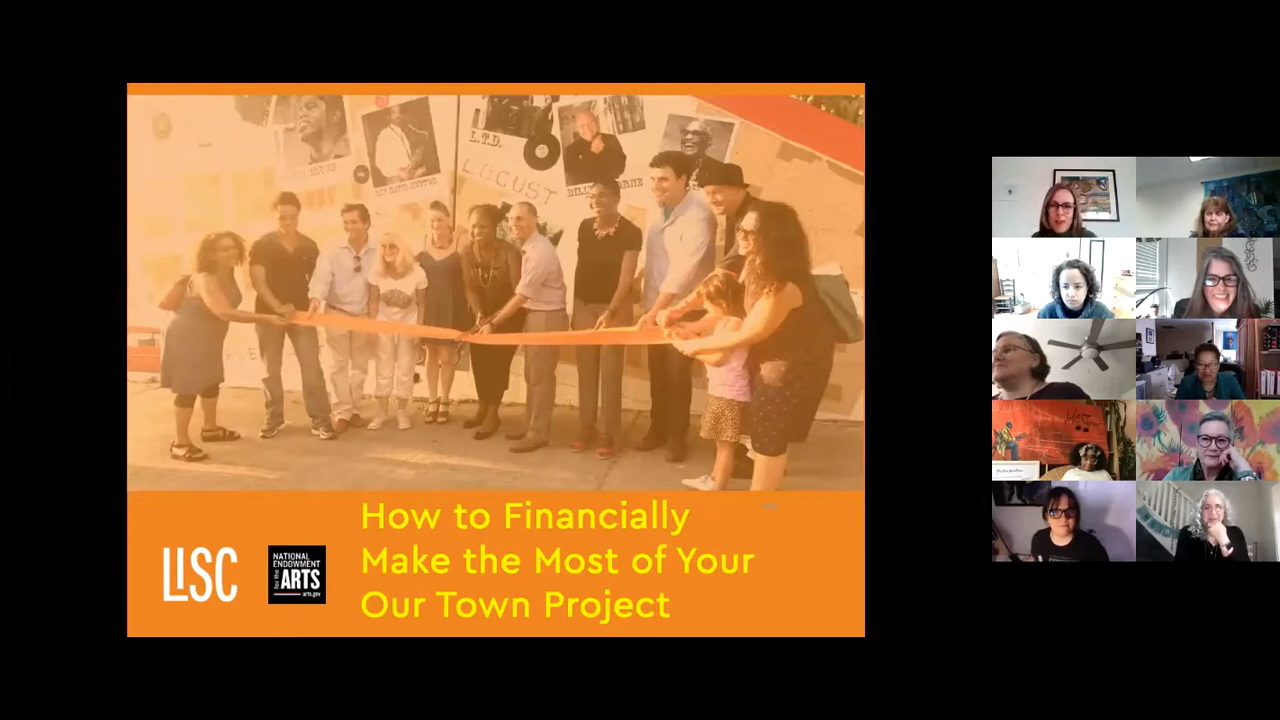 L.T.D.
LOCUST
How to Financially
Make the Most of Your
Our Town Project
LISC
NATIONAL
ENDOWMENT
for the
ARTS
arts.gov